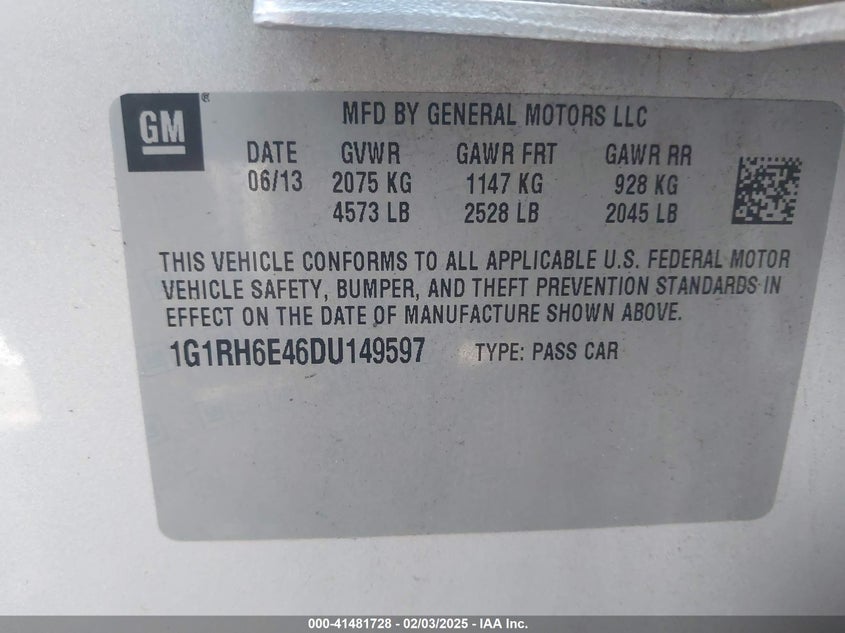 GM
®
MFD BY GENERAL MOTORS LLC
DATE GVWR GAWR FRT GAWR RR
06/13 2075 KG 1147 KG 928 KG
4573 LB 2528 LB 2045 LB
THIS VEHICLE CONFORMS TO ALL APPLICABLE U.S. FEDERAL MOTOR
VEHICLE SAFETY, BUMPER, AND THEFT PREVENTION STANDARDS IN
EFFECT ON THE DATE OF MANUFACTURE SHOWN ABOVE.
1G1RH6E46DU149597 TYPE: PASS CAR
000-41481728 - 02/03/2025 - IAA Inc.